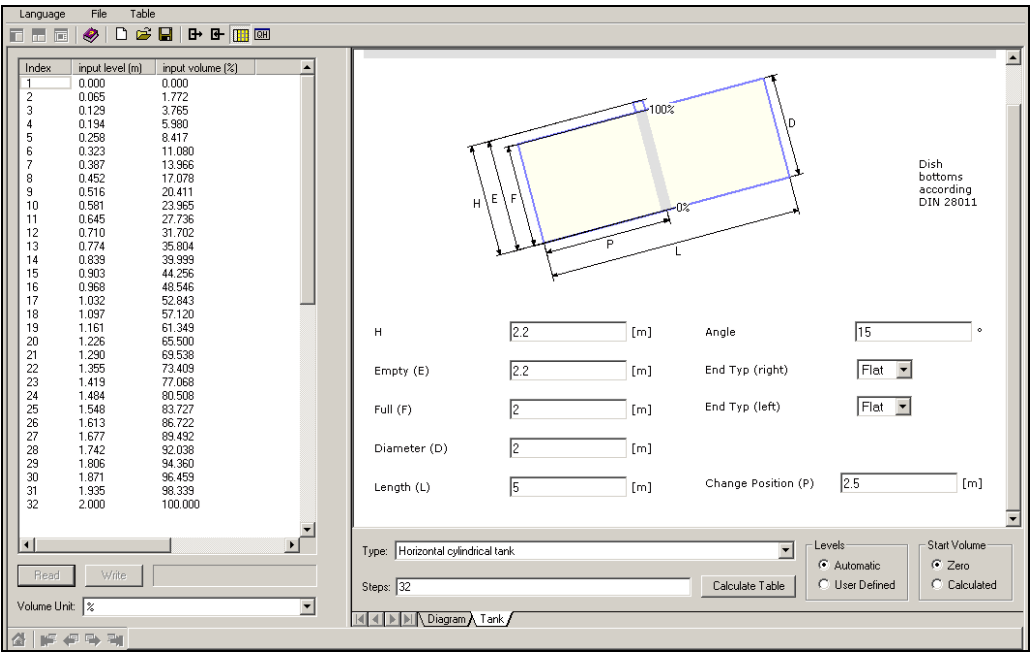 Language File Table
QH
Index input level (m) input volume (%)
1 0.000 0.000
2 0.065 1.772
3 0.129 3.765
4 0.194 5.980
5 0.258 8.417
6 0.323 11.080
7 0.387 13.966
8 0.452 17.078
9 0.516 20.411
10 0.581 23.965
11 0.645 27.736
12 0.710 31.702
13 0.774 35.804
14 0.839 39.999
15 0.903 44.256
16 0.968 48.546
17 1.032 52.843
18 1.097 57.120
19 1.161 61.349
20 1.226 65.500
21 1.290 69.538
22 1.355 73.409
23 1.419 77.068
24 1.484 80.508
25 1.548 83.727
26 1.613 86.722
27 1.677 89.492
28 1.742 92.038
29 1.806 94.360
30 1.871 96.459
31 1.935 98.339
32 2.000 100.000
Read Write
Volume Unit: %
100%
D
H E F
0%
P
L
Dish
bottoms
according
DIN 28011
H 2.2 [m] Angle 15 °
Empty (E) 2.2 [m] End Typ (right) Flat
Full (F) 2 [m] End Typ (left) Flat
Diameter (D) 2 [m]
Length (L) 5 [m] Change Position (P) 2.5 [m]
Type: Horizontal cylindrical tank
Steps: 32 Calculate Table
Levels
Automatic
User Defined
Start Volume
Zero
Calculated
Diagram Tank